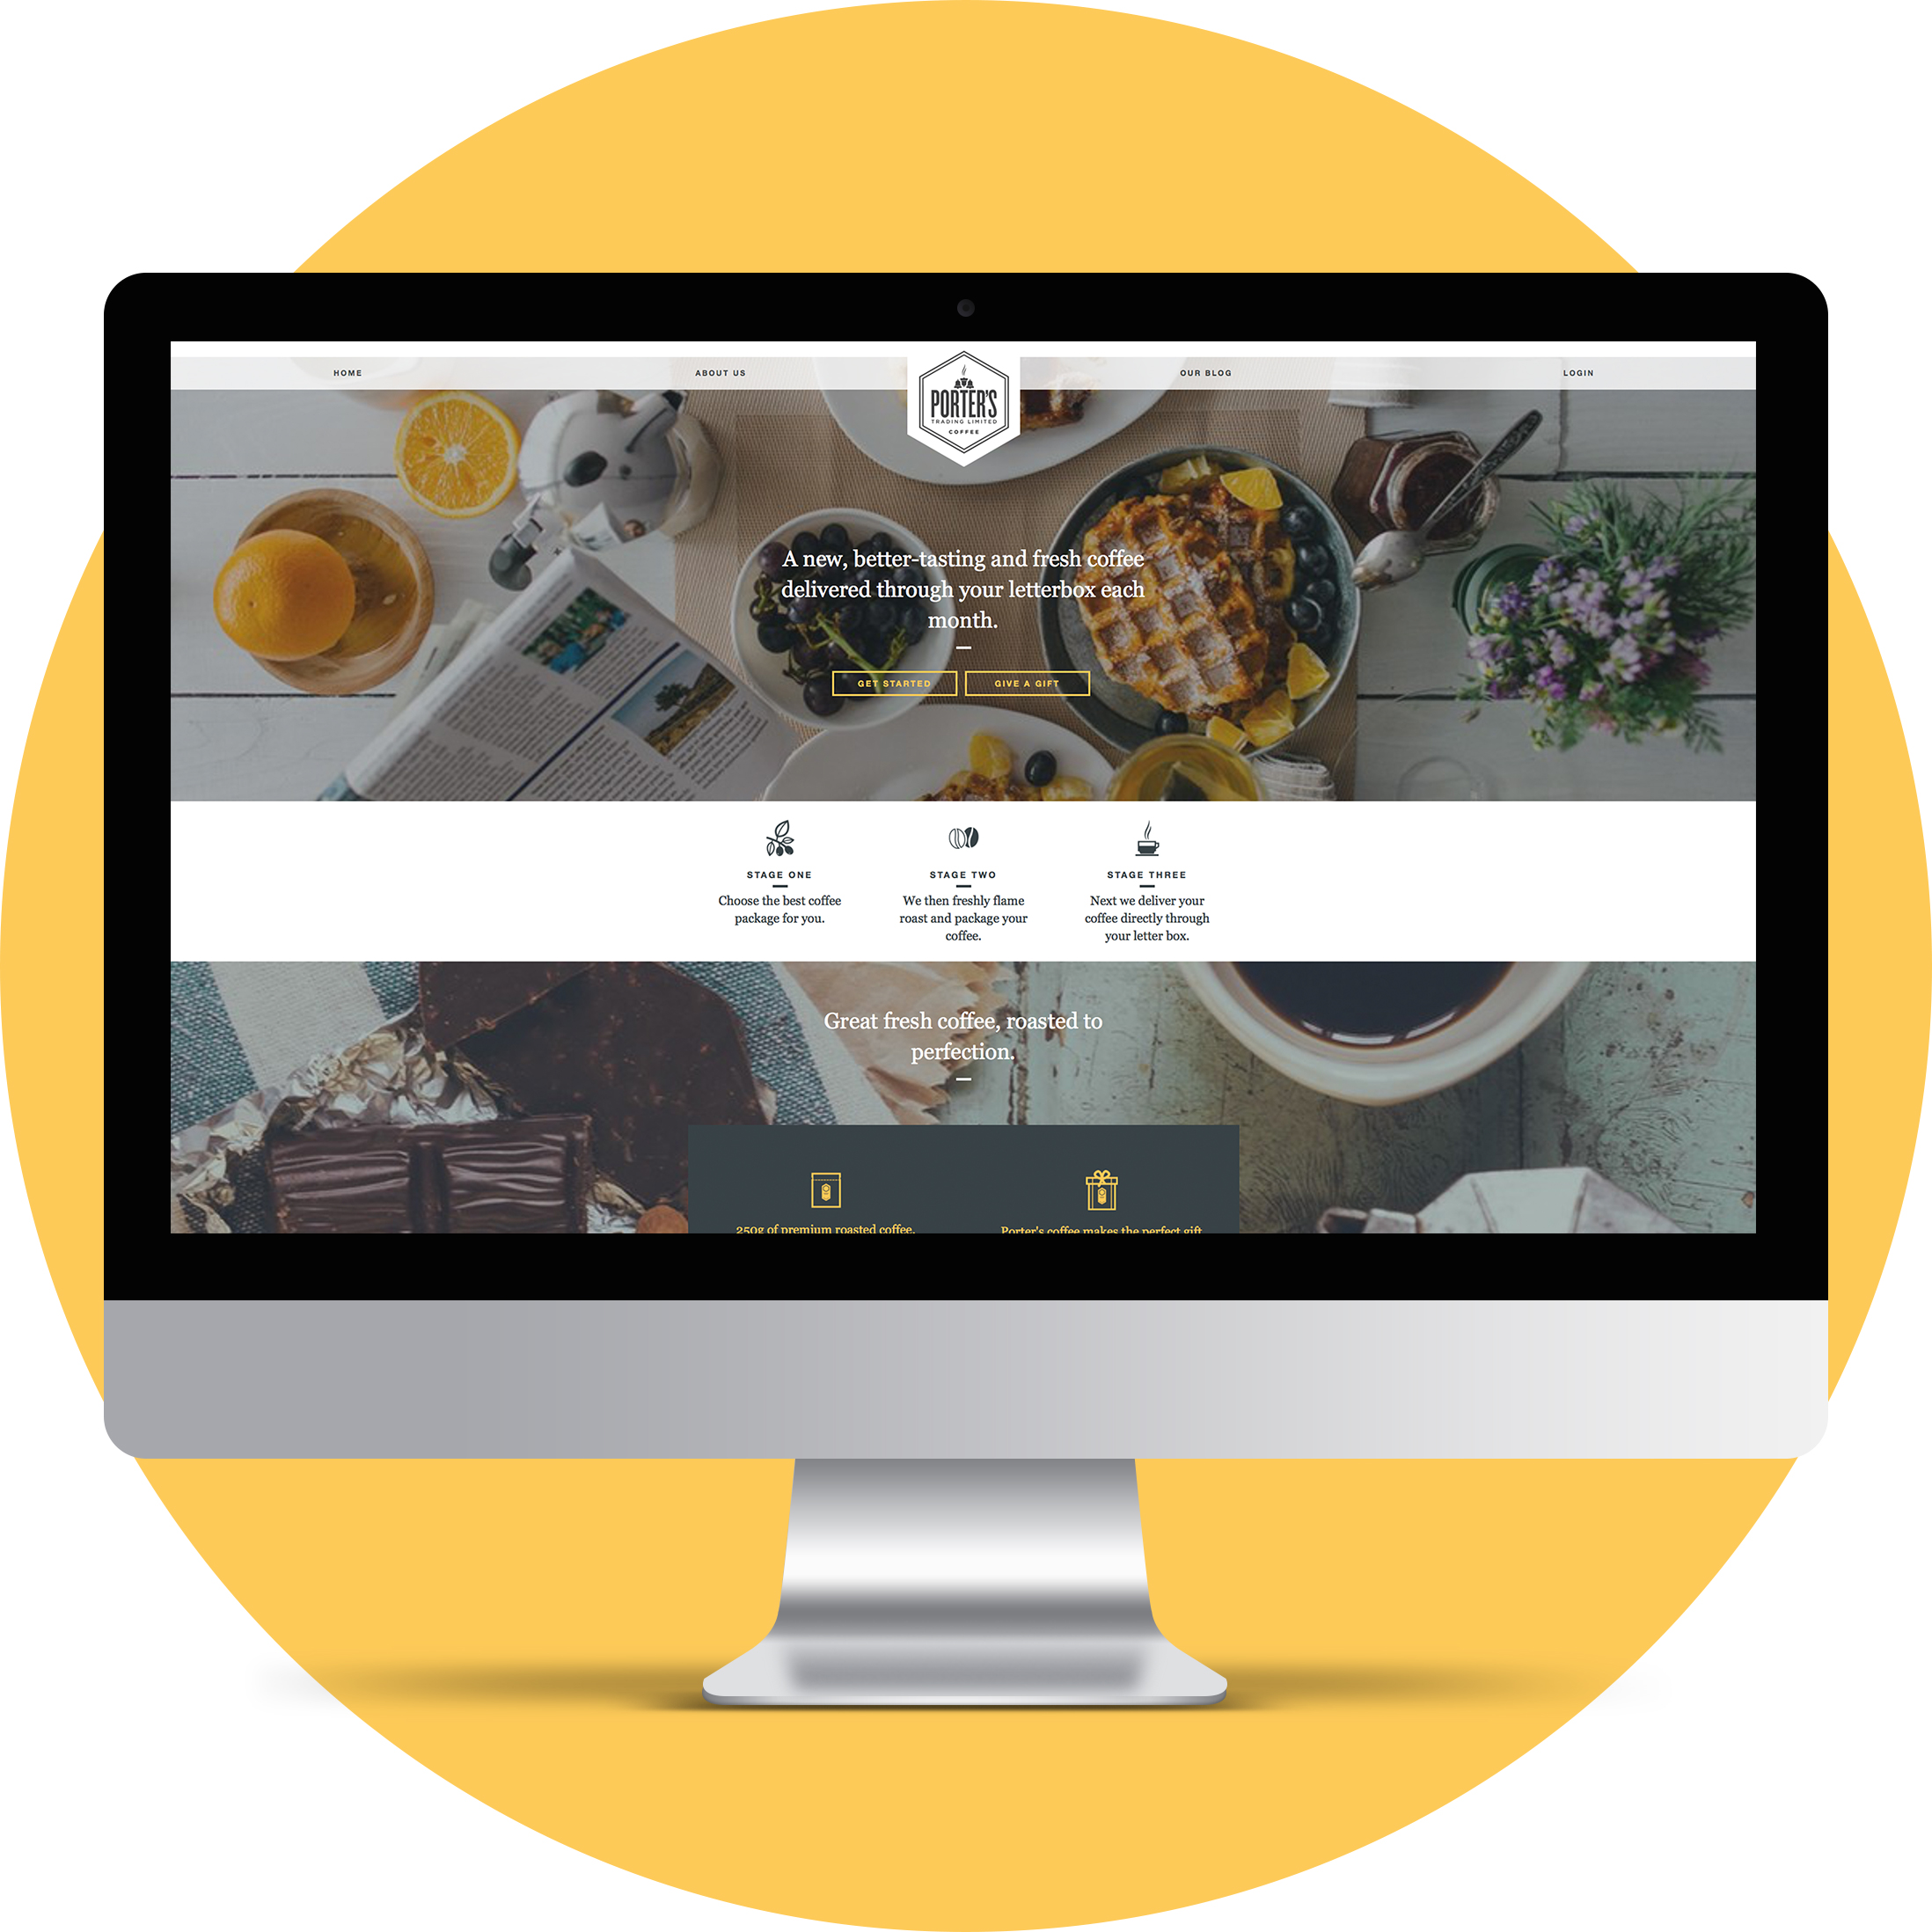 HOME
ABOUT US
OUR BLOG
LOGIN
PORTER'S
TRADING LIMITED
COFFEE
A new, better-tasting and fresh coffee
delivered through your letterbox each
month.
GET STARTED
GIVE A GIFT
STAGE ONE
Choose the best coffee
package for you.
STAGE TWO
We then freshly flame
roast and package your
coffee.
STAGE THREE
Next we deliver your
coffee directly through
your letter box.
Great fresh coffee, roasted to
perfection.
250g of premium roasted coffee,
Porter's coffee makes the perfect gift